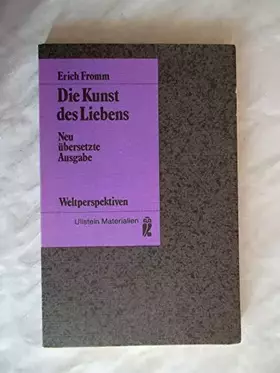 Erich Fromm
Die Kunst
des Liebens
Neu
übersetzte
Ausgabe
Weltperspektiven
Ullstein Materialien